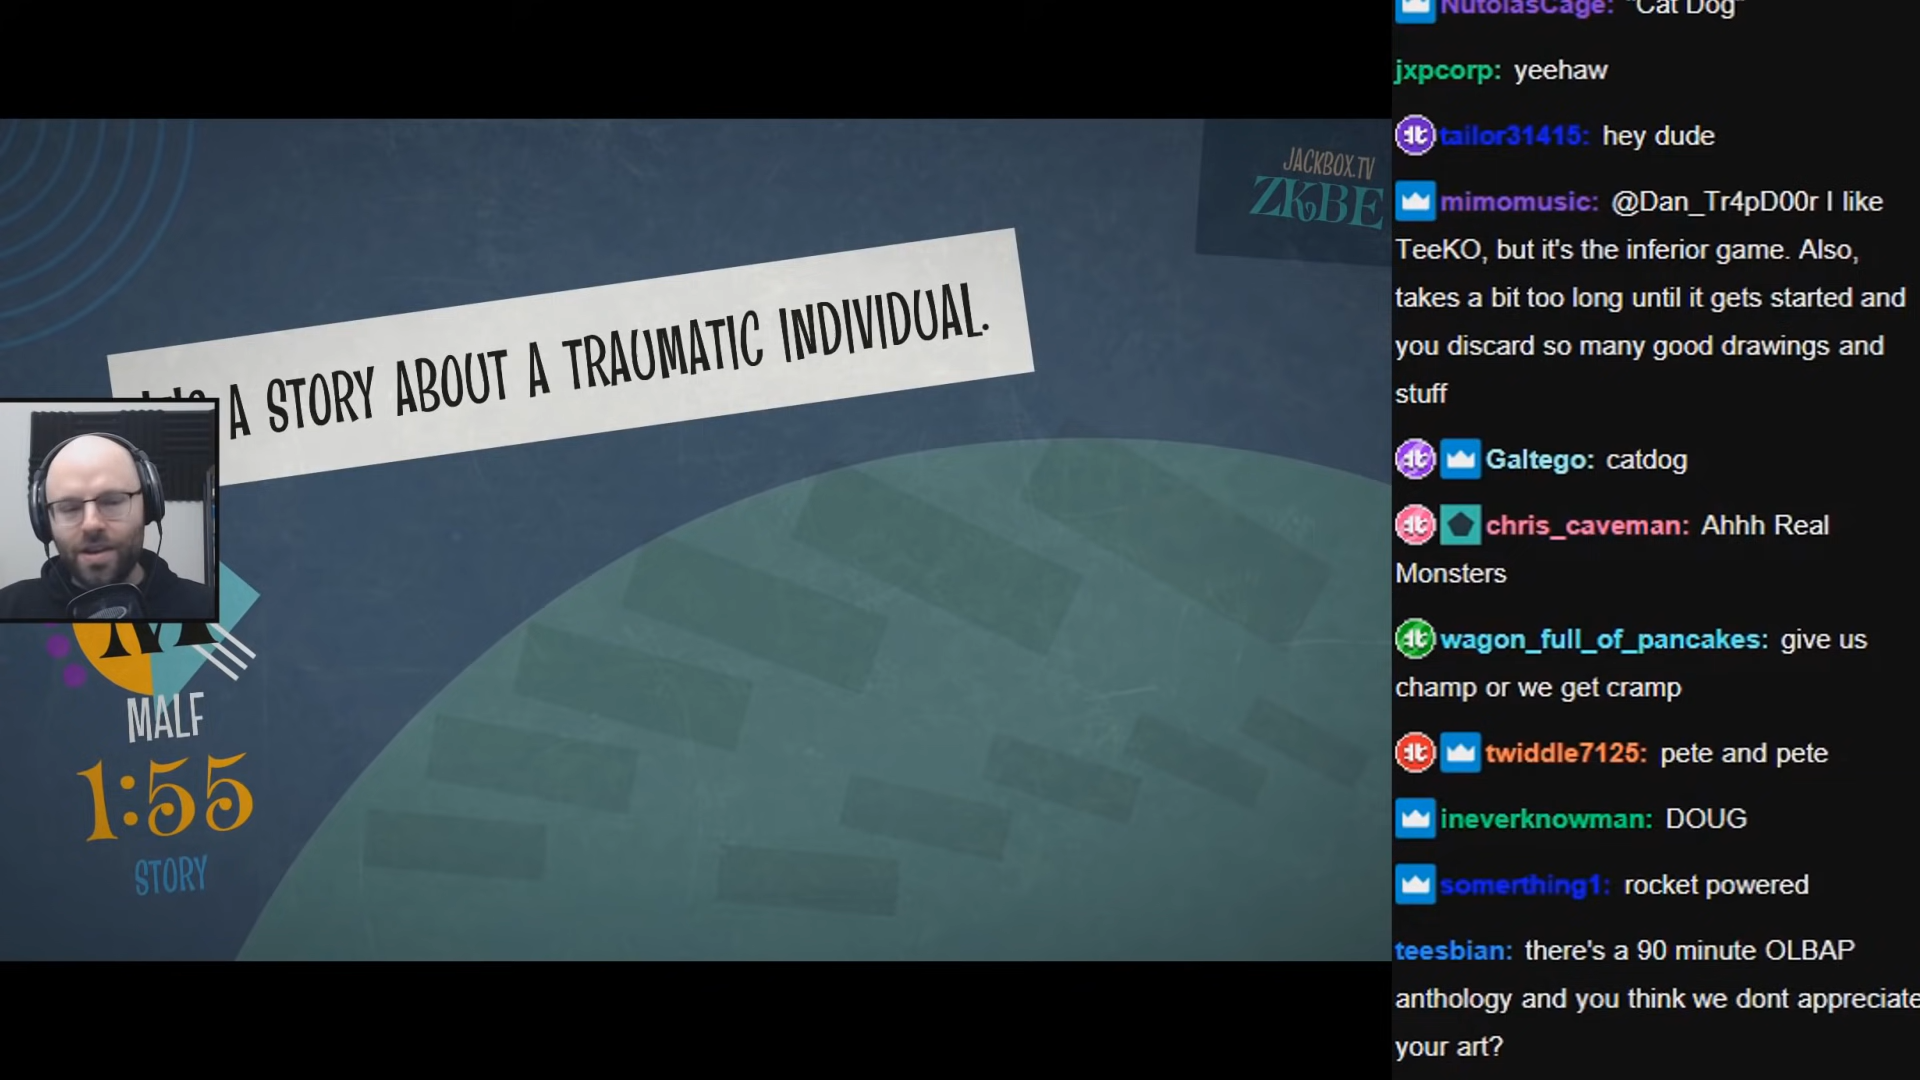 JACKBOX.TV
ZKBE
A STORY ABOUT A TRAUMATIC INDIVIDUAL.
M
MALF
1:55
STORY
NutolasCage: "Cat Dog"
jxpcorp: yeehaw
tailor31415: hey dude
mimomusic: @Dan_Tr4pD00r I like
TeeKO, but it's the inferior game. Also,
takes a bit too long until it gets started and
you discard so many good drawings and
stuff
Galtego: catdog
chris_caveman: Ahhh Real
Monsters
wagon_full_of_pancakes: give us
champ or we get cramp
twiddle7125: pete and pete
ineverknowman: DOUG
somerthing1: rocket powered
teesbian: there's a 90 minute OLBAP
anthology and you think we dont appreciate
your art?